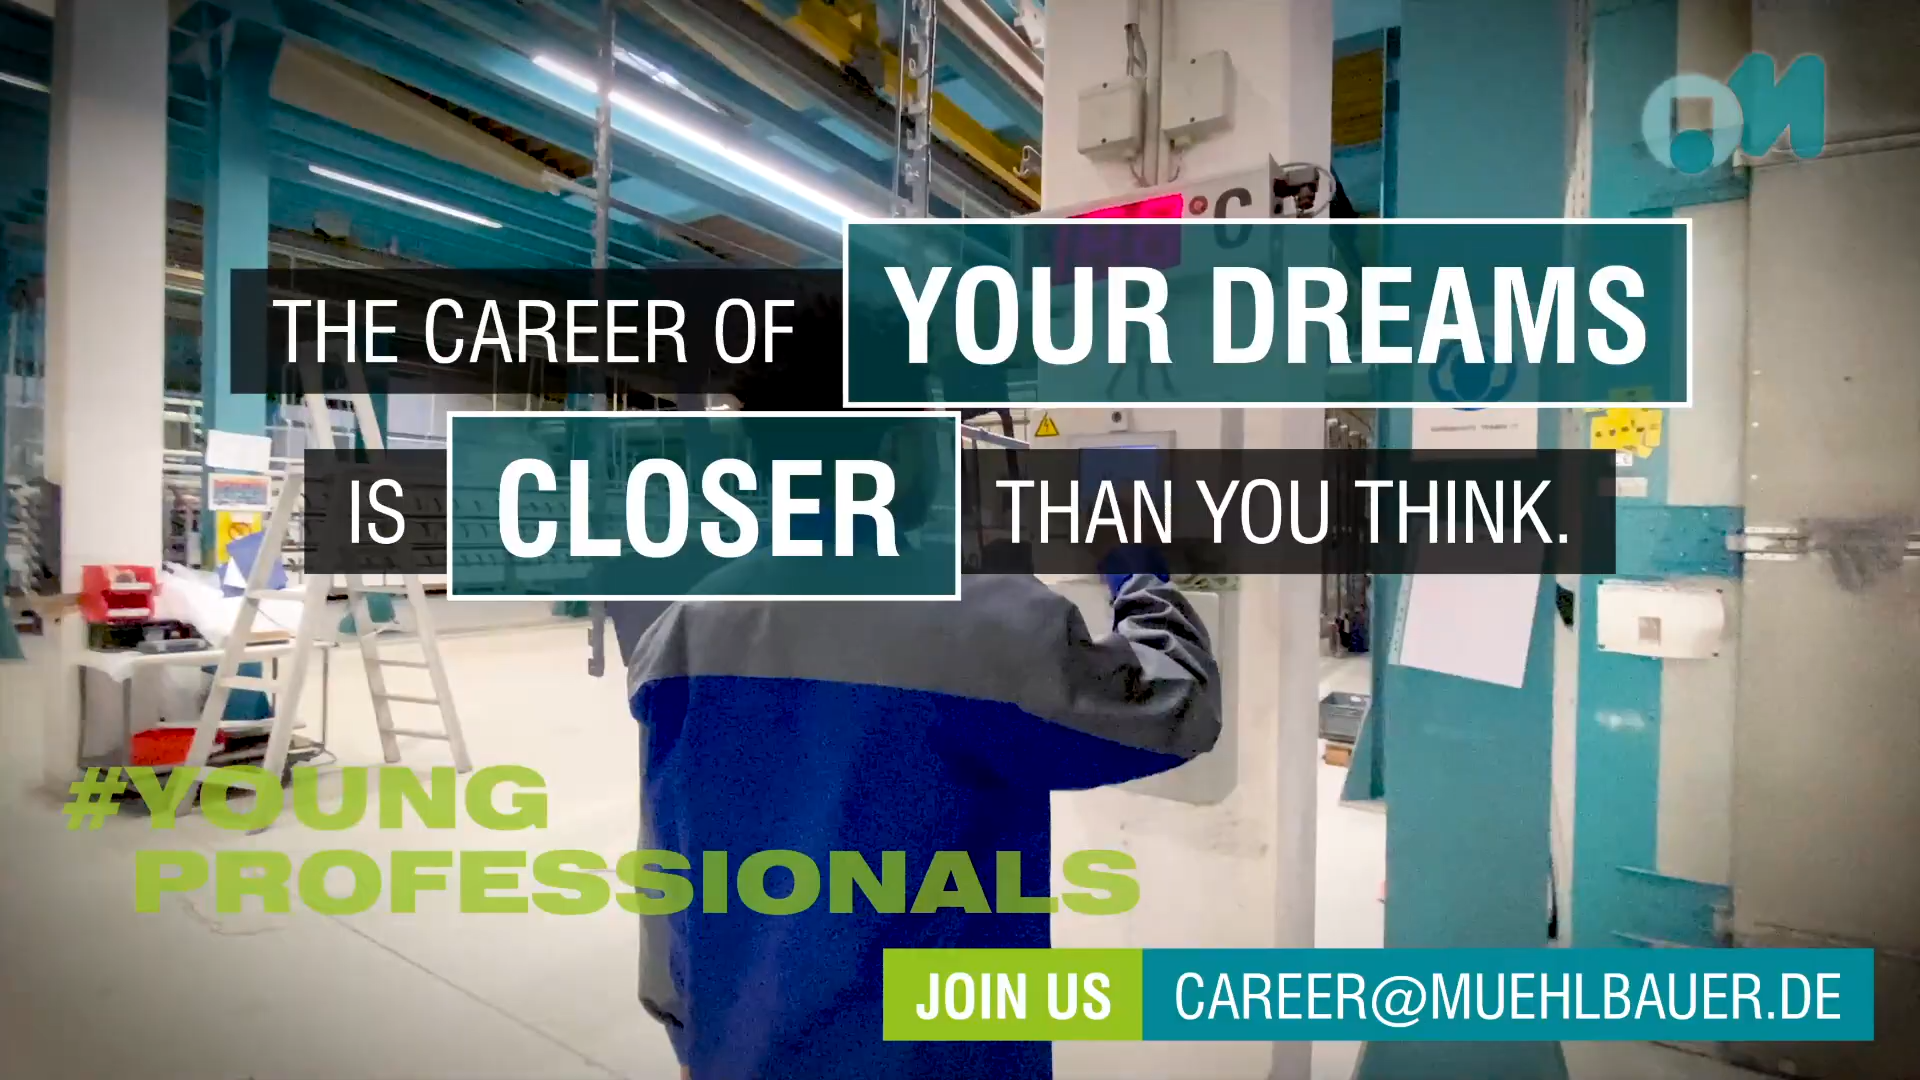 °C
THE CAREER OF YOUR DREAMS
IS CLOSER THAN YOU THINK.
#YOUNG
PROFESSIONALS
JOIN US CAREER@MUEHLBAUER.DE